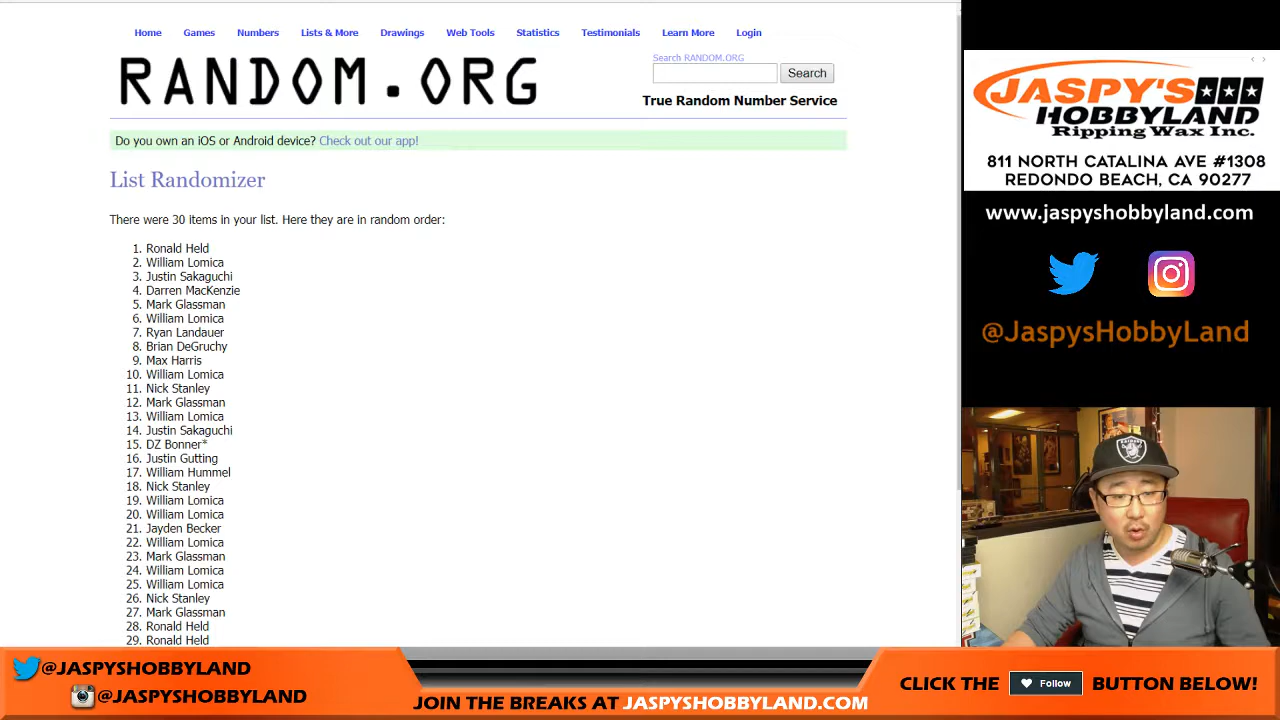 Home Games Numbers Lists & More Drawings Web Tools Statistics Testimonials Learn More Login
RANDOM.ORG
Search RANDOM.ORG
Search
True Random Number Service
Do you own an iOS or Android device? Check out our app!
List Randomizer
There were 30 items in your list. Here they are in random order:
1. Ronald Held
2. William Lomica
3. Justin Sakaguchi
4. Darren MacKenzie
5. Mark Glassman
6. William Lomica
7. Ryan Landauer
8. Brian DeGruchy
9. Max Harris
10. William Lomica
11. Nick Stanley
12. Mark Glassman
13. William Lomica
14. Justin Sakaguchi
15. DZ Bonner*
16. Justin Gutting
17. William Hummel
18. Nick Stanley
19. William Lomica
20. William Lomica
21. Jayden Becker
22. William Lomica
23. Mark Glassman
24. William Lomica
25. William Lomica
26. Nick Stanley
27. Mark Glassman
28. Ronald Held
29. Ronald Held
JASPY'S
HOBBYLAND
Ripping Wax Inc.
811 NORTH CATALINA AVE #1308
REDONDO BEACH, CA 90277
www.jaspyshobbyland.com
@JaspysHobbyLand
RAIDERS
@JASPYSHOBBYLAND
@JASPYSHOBBYLAND
JOIN THE BREAKS AT JASPYSHOBBYLAND.COM
CLICK THE Follow BUTTON BELOW!